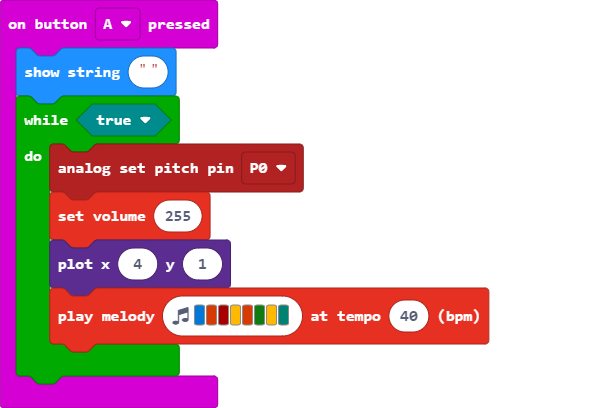 on button A pressed
show string " "
while true
do
analog set pitch pin P0
set volume 255
plot x 4 y 1
play melody at tempo 40 (bpm)